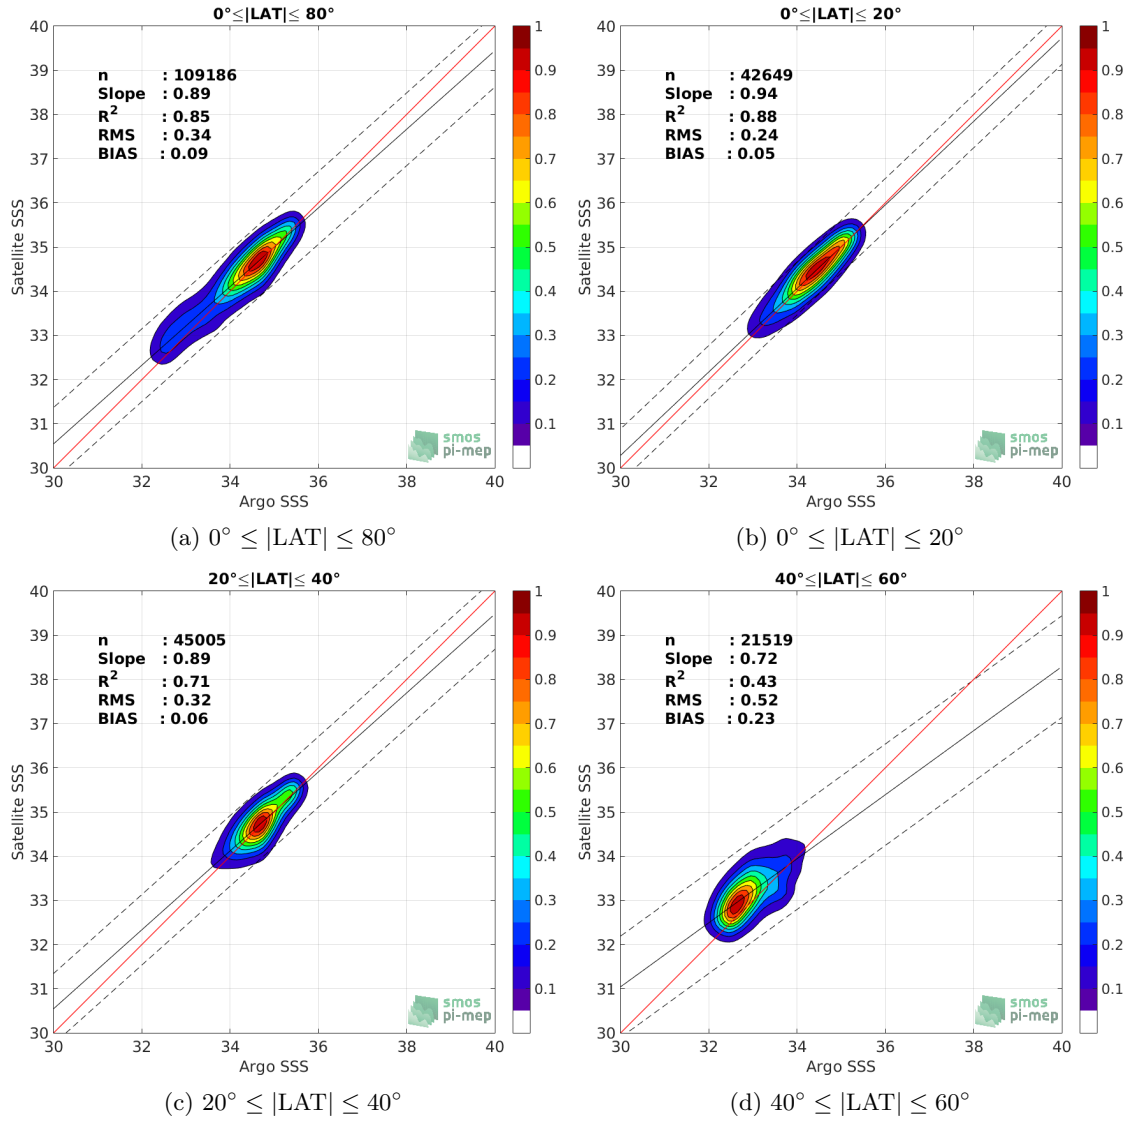 0°≤|LAT|≤ 80°
n : 109186
Slope : 0.89
R² : 0.85
RMS : 0.34
BIAS : 0.09
Satellite SSS
40
39
38
37
36
35
34
33
32
31
30
30 32 34 36 38 40
Argo SSS
1
0.9
0.8
0.7
0.6
0.5
0.4
0.3
0.2
0.1
smos
pi-mep
(a) 0° ≤ |LAT| ≤ 80°
0°≤|LAT|≤ 20°
n : 42649
Slope : 0.94
R² : 0.88
RMS : 0.24
BIAS : 0.05
Satellite SSS
40
39
38
37
36
35
34
33
32
31
30
30 32 34 36 38 40
Argo SSS
1
0.9
0.8
0.7
0.6
0.5
0.4
0.3
0.2
0.1
smos
pi-mep
(b) 0° ≤ |LAT| ≤ 20°
20°≤|LAT|≤ 40°
n : 45005
Slope : 0.89
R² : 0.71
RMS : 0.32
BIAS : 0.06
Satellite SSS
40
39
38
37
36
35
34
33
32
31
30
30 32 34 36 38 40
Argo SSS
1
0.9
0.8
0.7
0.6
0.5
0.4
0.3
0.2
0.1
smos
pi-mep
(c) 20° ≤ |LAT| ≤ 40°
40°≤|LAT|≤ 60°
n : 21519
Slope : 0.72
R² : 0.43
RMS : 0.52
BIAS : 0.23
Satellite SSS
40
39
38
37
36
35
34
33
32
31
30
30 32 34 36 38 40
Argo SSS
1
0.9
0.8
0.7
0.6
0.5
0.4
0.3
0.2
0.1
smos
pi-mep
(d) 40° ≤ |LAT| ≤ 60°